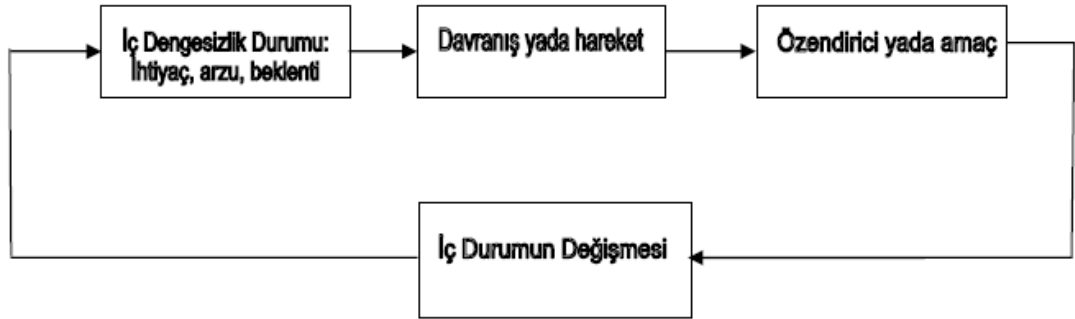 İç Dengesizlik Durumu:
İhtiyaç, arzu, beklenti
Davranış yada hareket
Özendirici yada amaç
İç Durumun Değişmesi